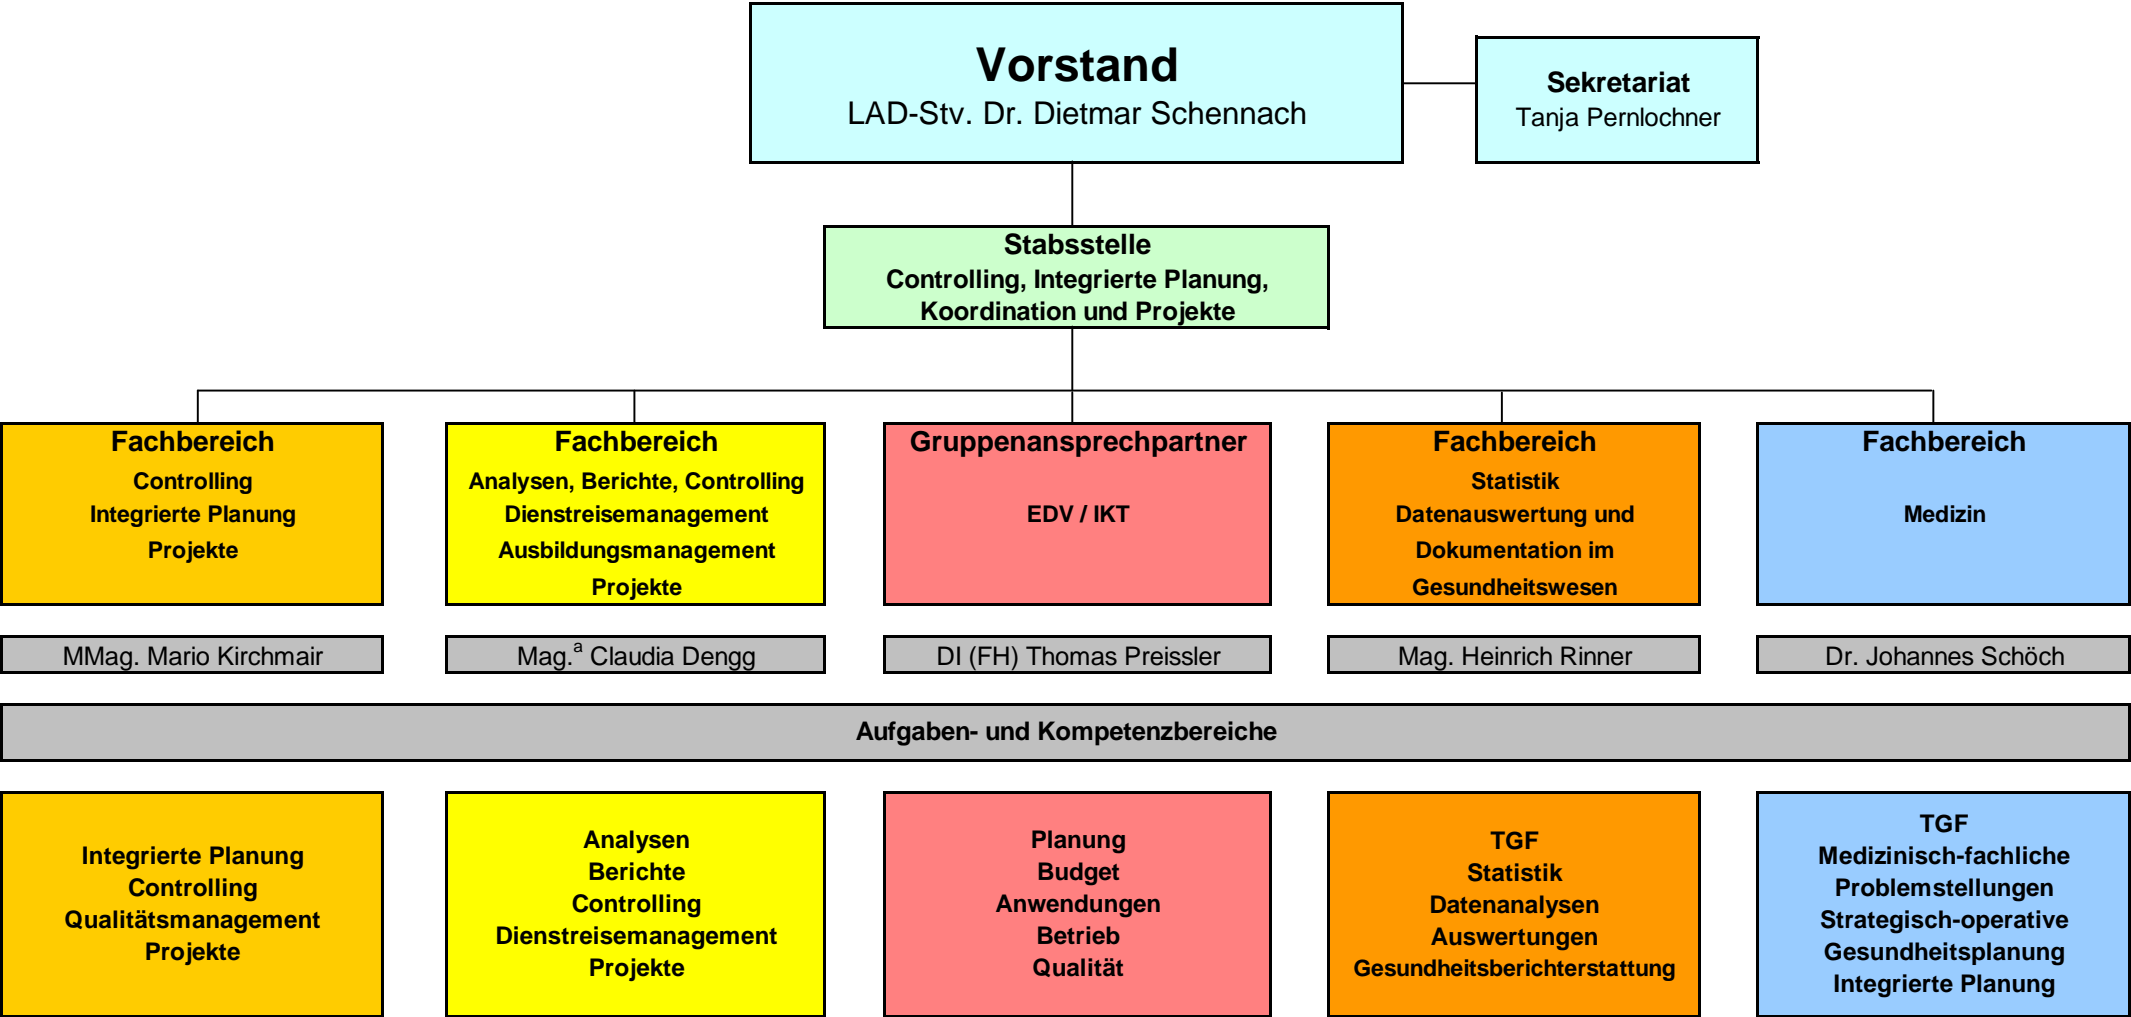 Vorstand
LAD-Stv. Dr. Dietmar Schennach
Sekretariat
Tanja Pernlochner
Stabsstelle
Controlling, Integrierte Planung,
Koordination und Projekte
Fachbereich
Controlling
Integrierte Planung
Projekte
Fachbereich
Analysen, Berichte, Controlling
Dienstreisemanagement
Ausbildungsmanagement
Projekte
Gruppenansprechpartner
EDV / IKT
Fachbereich
Statistik
Datenauswertung und
Dokumentation im
Gesundheitswesen
Fachbereich
Medizin
MMag. Mario Kirchmair
Mag.ª Claudia Dengg
DI (FH) Thomas Preissler
Mag. Heinrich Rinner
Dr. Johannes Schöch
Aufgaben- und Kompetenzbereiche
Integrierte Planung
Controlling
Qualitätsmanagement
Projekte
Analysen
Berichte
Controlling
Dienstreisemanagement
Projekte
Planung
Budget
Anwendungen
Betrieb
Qualität
TGF
Statistik
Datenanalysen
Auswertungen
Gesundheitsberichterstattung
TGF
Medizinisch-fachliche
Problemstellungen
Strategisch-operative
Gesundheitsplanung
Integrierte Planung